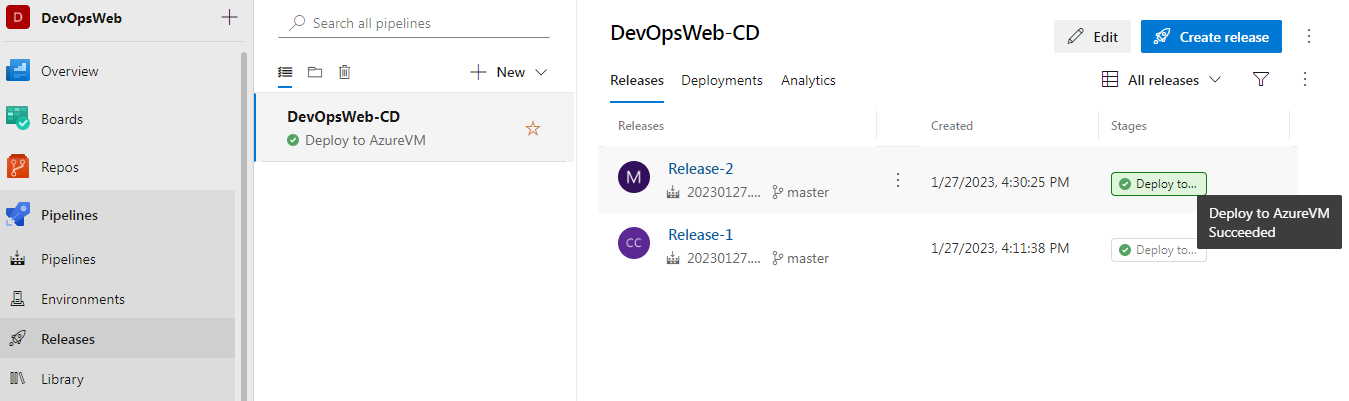 D DevOpsWeb
Overview
Boards
Repos
Pipelines
Pipelines
Environments
Releases
Library
Search all pipelines
New
DevOpsWeb-CD
Deploy to AzureVM
DevOpsWeb-CD
Edit
Create release
Releases Deployments Analytics
All releases
Releases Created Stages
M Release-2
20230127.... master
1/27/2023, 4:30:25 PM
Deploy to...
Deploy to AzureVM
Succeeded
CC Release-1
20230127.... master
1/27/2023, 4:11:38 PM
Deploy to...